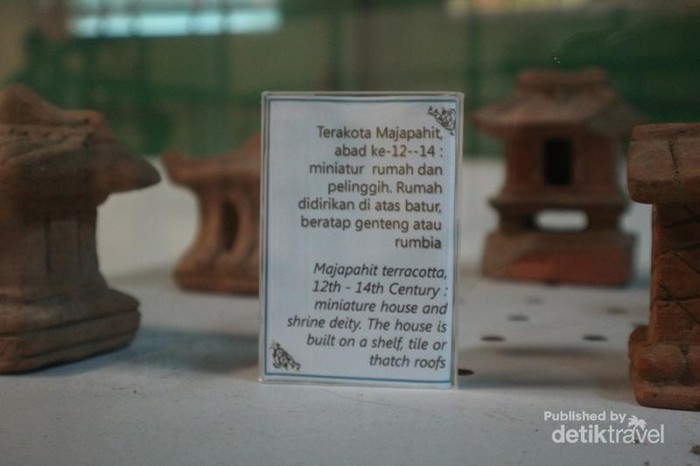 Terakota Majapahit,
abad ke-12--14 :
miniatur rumah dan
pelinggih. Rumah
didirikan di atas batur,
beratap genteng atau
rumbia
Majapahit terracotta,
12th - 14th Century :
miniature house and
shrine deity. The house is
built on a shelf, tile or
thatch roofs
Published by
detiktravel